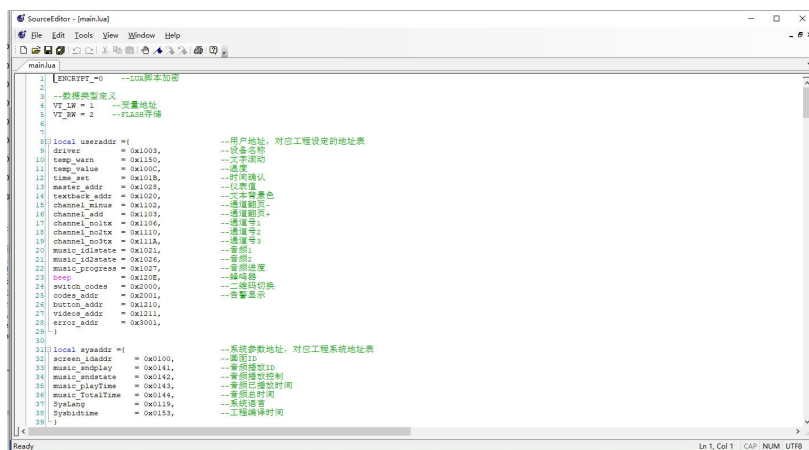 SourceEditor - [main.lua]
File Edit Tools View Window Help
main.lua
1 _ENCRYPT_=0 --LUA脚本加密
2
3 --数据类型定义
4 VT_LW = 1 --变量地址
5 VT_RW = 2 --FLASH存储
6
7
8 local useraddr ={ --用户地址，对应工程设定的地址表
9 driver = 0x1003, --设备名称
10 temp_warn = 0x1150, --文字滚动
11 temp_value = 0x100C, --温度
12 time_set = 0x101B, --时间确认
13 master_addr = 0x1028, --仪表值
14 textback_addr = 0x1020, --文本背景色
15 channel_minus = 0x1102, --通道翻页-
16 channel_add = 0x1103, --通道翻页+
17 channel_no1tx = 0x1106, --通道号1
18 channel_no2tx = 0x1110, --通道号2
19 channel_no3tx = 0x111A, --通道号3
20 music_id1state = 0x1021, --音频1
21 music_id2state = 0x1026, --音频2
22 music_progress = 0x1027, --音频进度
23 beep = 0x120E, --蜂鸣器
24 switch_codes = 0x2000, --二维码切换
25 codes_addr = 0x2001, --告警显示
26 button_addr = 0x1210,
27 videos_addr = 0x1211,
28 error_addr = 0x3001,
29 }
30
31 local sysaddr ={ --系统参数地址，对应工程系统地址表
32 screen_idaddr = 0x0100, --画面ID
33 music_sndplay = 0x0141, --音频播放ID
34 music_sndstate = 0x0142, --音频播放控制
35 music_playTime = 0x0143, --音频已播放时间
36 music_TotalTime = 0x0144, --音频总时间
37 SysLang = 0x0119, --系统语言
38 Sysbidtime = 0x0153, --工程编译时间
39 }
Ready Ln 1, Col 1 CAP NUM UTF8